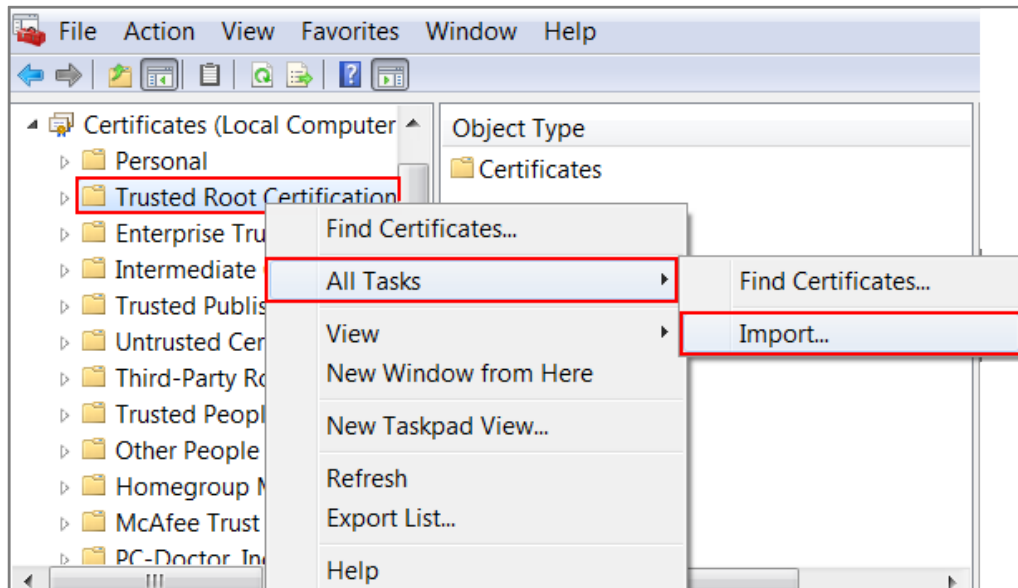 File Action View Favorites Window Help
Certificates (Local Computer
Personal
Trusted Root Certification
Enterprise Tru
Intermediate
Trusted Publis
Untrusted Cer
Third-Party Ro
Trusted Peopl
Other People
Homegroup M
McAfee Trust
PC-Doctor, In
Object Type
Certificates
Find Certificates...
All Tasks
View
New Window from Here
New Taskpad View...
Refresh
Export List...
Help
Find Certificates...
Import...